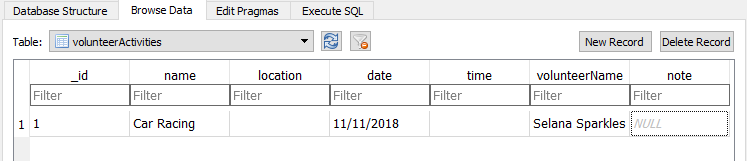 Database Structure Browse Data Edit Pragmas Execute SQL
Table: volunteerActivities New Record Delete Record
_id name location date time volunteerName note
Filter Filter Filter Filter Filter Filter Filter
1 1 Car Racing 11/11/2018 Selana Sparkles NULL